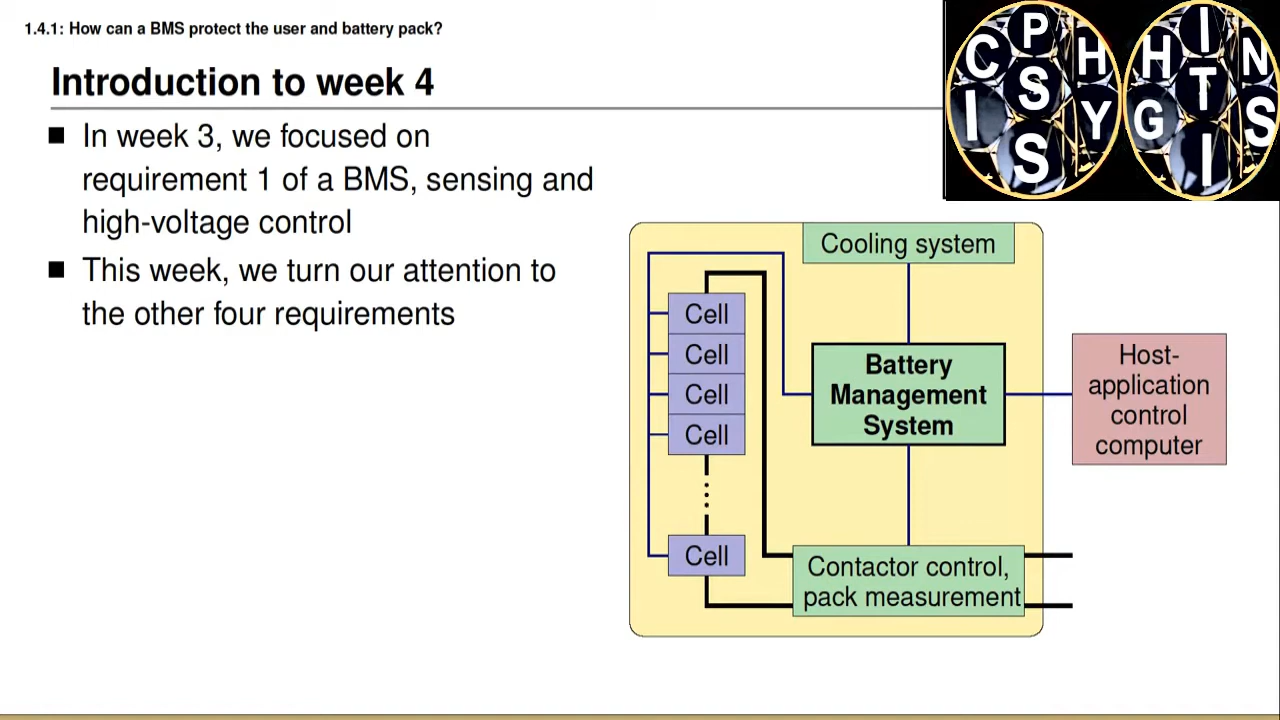 1.4.1: How can a BMS protect the user and battery pack?
Introduction to week 4
In week 3, we focused on
requirement 1 of a BMS, sensing and
high-voltage control
This week, we turn our attention to
the other four requirements
P
C H
S
I Y
S
I
H N
T
G S
I
Cooling system
Cell
Cell
Cell
Cell
Cell
Battery
Management
System
Host-
application
control
computer
Contactor control,
pack measurement